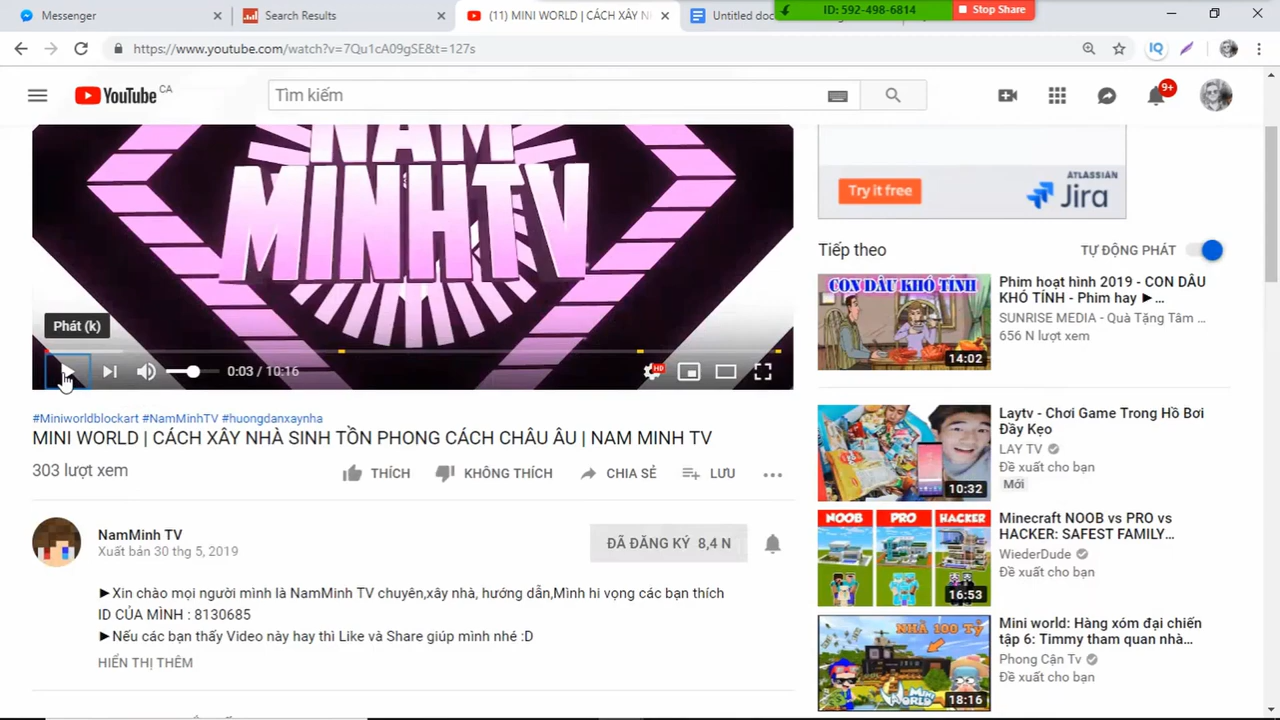 Messenger
Search Results
(11) MINI WORLD | CÁCH XÂY N
Untitled doc
ID: 592-498-6814
Stop Share
https://www.youtube.com/watch?v=7Qu1cA09gSE&t=127s
IQ
YouTube CA
Tìm kiếm
9+
NAM
MINHTV
Phát (k)
0:03 / 10:16
HD
#Miniworldblockart #NamMinhTV #huongdanxaynha
MINI WORLD | CÁCH XÂY NHÀ SINH TỒN PHONG CÁCH CHÂU ÂU | NAM MINH TV
303 lượt xem
THÍCH
KHÔNG THÍCH
CHIA SẺ
LƯU
NamMinh TV
Xuất bản 30 thg 5, 2019
ĐÃ ĐĂNG KÝ 8,4 N
►Xin chào mọi người mình là NamMinh TV chuyên,xây nhà, hướng dẫn,Mình hi vọng các bạn thích
ID CỦA MÌNH : 8130685
►Nếu các bạn thấy Video này hay thì Like và Share giúp mình nhé :D
HIỂN THỊ THÊM
Try it free
ATLASSIAN
Jira
Tiếp theo
TỰ ĐỘNG PHÁT
CON DÂU KHÓ TÍNH
14:02
Phim hoạt hình 2019 - CON DÂU
KHÓ TÍNH - Phim hay ►…
SUNRISE MEDIA - Quà Tặng Tâm …
656 N lượt xem
10:32
Laytv - Chơi Game Trong Hồ Bơi
Đầy Kẹo
LAY TV
Đề xuất cho bạn
Mới
NOOB
PRO
HACKER
16:53
Minecraft NOOB vs PRO vs
HACKER: SAFEST FAMILY…
WiederDude
Đề xuất cho bạn
NHÀ 100 TỶ
MINI WORLD
18:16
Mini world: Hàng xóm đại chiến
tập 6: Timmy tham quan nhà…
Phong Cận Tv
Đề xuất cho bạn